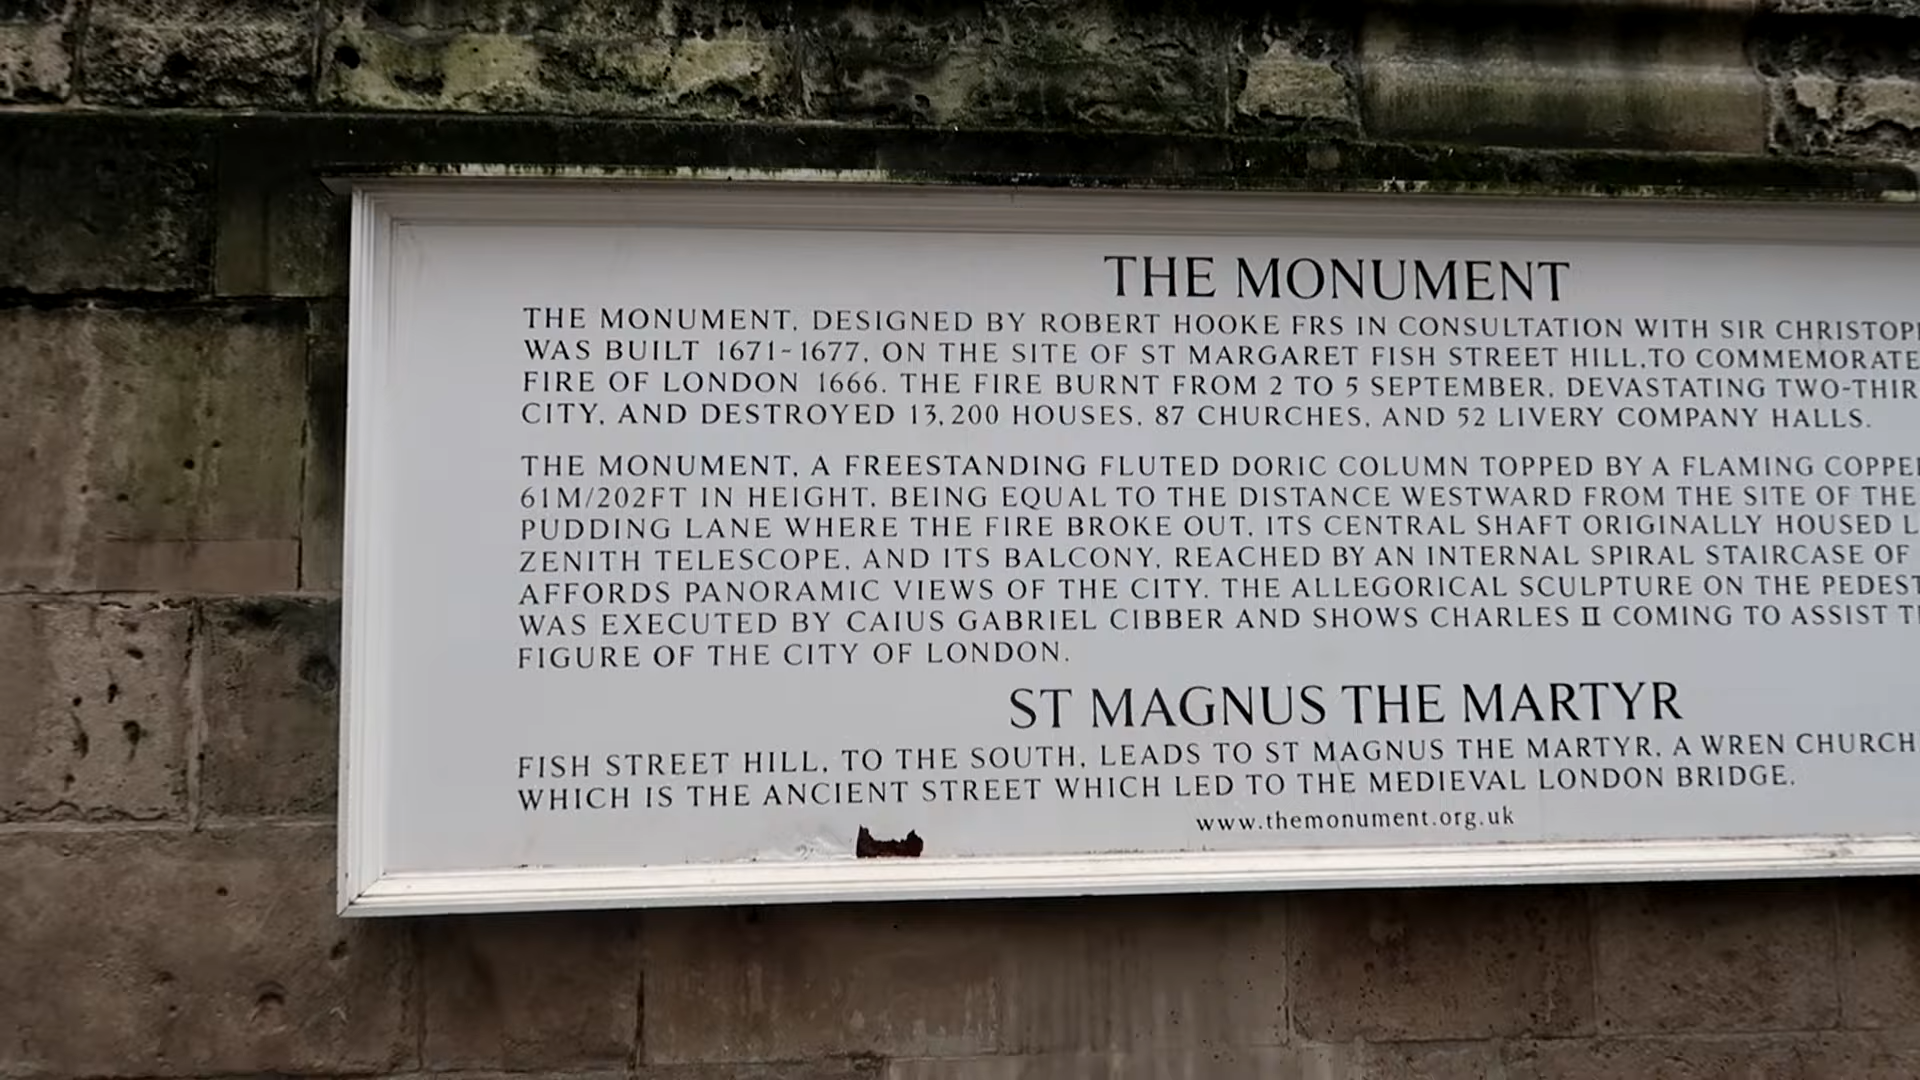 THE MONUMENT
THE MONUMENT, DESIGNED BY ROBERT HOOKE FRS IN CONSULTATION WITH SIR
WAS BUILT 1671-1677, ON THE SITE OF ST MARGARET FISH STREET HILL, TO COMMEMORATE
FIRE OF LONDON 1666. THE FIRE BURNT FROM 2 TO 5 SEPTEMBER, DEVASTATING
CITY, AND DESTROYED 13,200 HOUSES, 87 CHURCHES, AND 52 LIVERY COMPANY HALLS.
THE MONUMENT, A FREESTANDING FLUTED DORIC COLUMN TOPPED BY A FLAMING
61M/202FT IN HEIGHT, BEING EQUAL TO THE DISTANCE WESTWARD FROM THE SITE OF THE
PUDDING LANE WHERE THE FIRE BROKE OUT, ITS CENTRAL SHAFT ORIGINALLY HOUSED
ZENITH TELESCOPE, AND ITS BALCONY, REACHED BY AN INTERNAL SPIRAL STAIRCASE OF
AFFORDS PANORAMIC VIEWS OF THE CITY. THE ALLEGORICAL SCULPTURE ON THE
WAS EXECUTED BY CAIUS GABRIEL CIBBER AND SHOWS CHARLES II COMING TO ASSIST
FIGURE OF THE CITY OF LONDON.
ST MAGNUS THE MARTYR
FISH STREET HILL, TO THE SOUTH, LEADS TO ST MAGNUS THE MARTYR, A WREN CHURCH
WHICH IS THE ANCIENT STREET WHICH LED TO THE MEDIEVAL LONDON BRIDGE.
www.themonument.org.uk